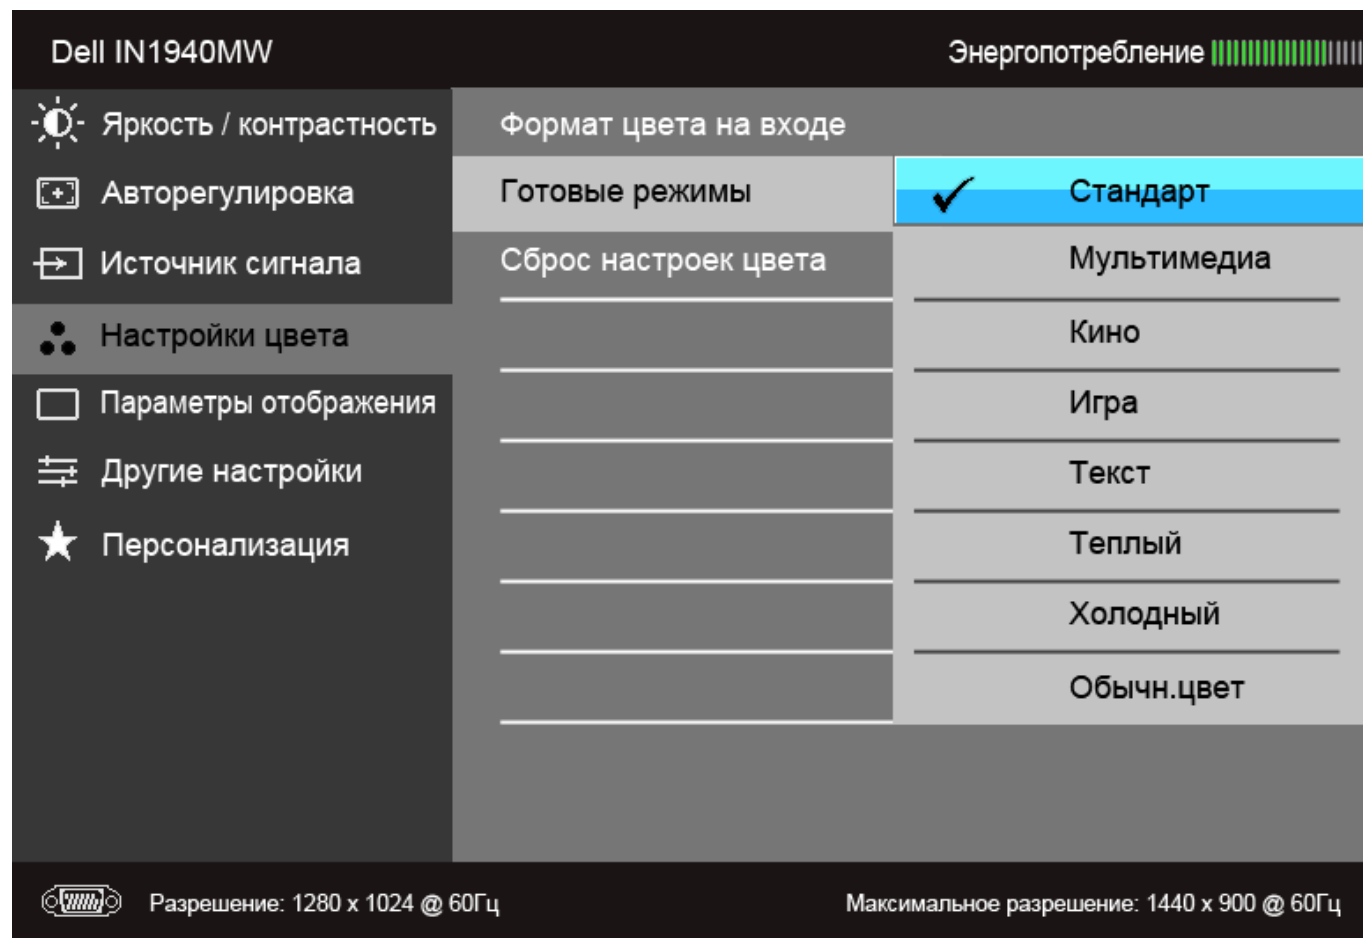 Dell IN1940MW
Энергопотребление
Яркость / контрастность
Формат цвета на входе
Авторегулировка
Готовые режимы
Стандарт
Источник сигнала
Сброс настроек цвета
Мультимедиа
Настройки цвета
Кино
Параметры отображения
Игра
Другие настройки
Текст
Персонализация
Теплый
Холодный
Обычн.цвет
Разрешение: 1280 x 1024 @ 60Гц
Максимальное разрешение: 1440 x 900 @ 60Гц